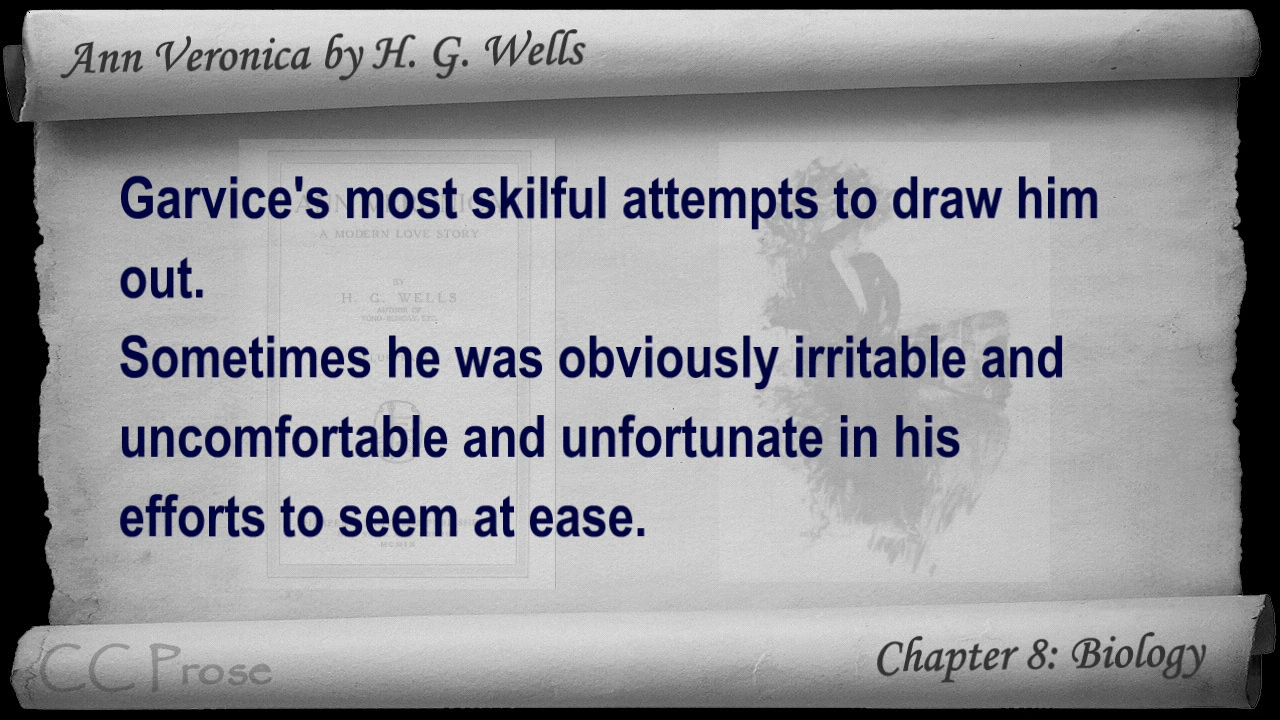 Ann Veronica by H. G. Wells
Garvice's most skilful attempts to draw him
out.
Sometimes he was obviously irritable and
uncomfortable and unfortunate in his
efforts to seem at ease.
A MODERN LOVE STORY
BY
H. G. WELLS
CC Prose
Chapter 8: Biology